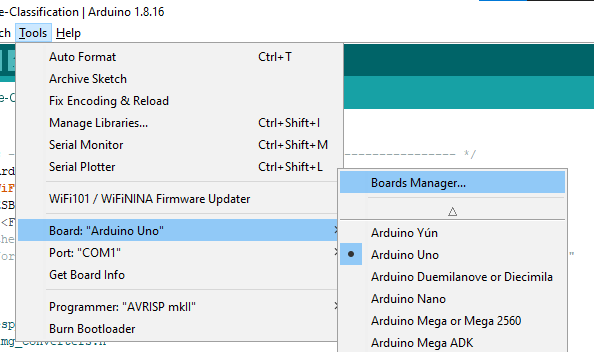 e-Classification | Arduino 1.8.16
ch Tools Help
Auto Format Ctrl+T
Archive Sketch
Fix Encoding & Reload
Manage Libraries... Ctrl+Shift+I
Serial Monitor Ctrl+Shift+M
Serial Plotter Ctrl+Shift+L
WiFi101 / WiFiNINA Firmware Updater
Board: "Arduino Uno"
Port: "COM1"
Get Board Info
Programmer: "AVRISP mkII"
Burn Bootloader
Boards Manager...
Arduino Yún
Arduino Uno
Arduino Duemilanove or Diecimila
Arduino Nano
Arduino Mega or Mega 2560
Arduino Mega ADK